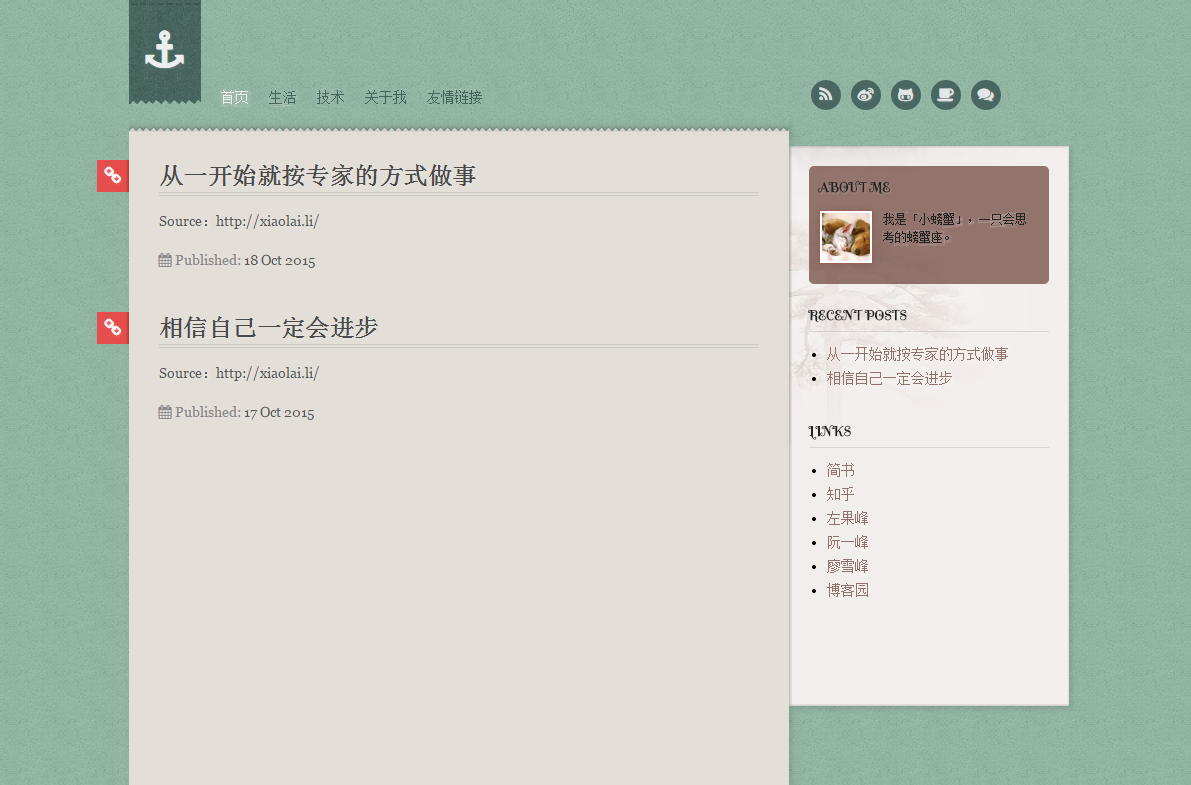 首页 生活 技术 关于我 友情链接
从一开始就按专家的方式做事
Source：http://xiaolai.li/
Published: 18 Oct 2015
相信自己一定会进步
Source：http://xiaolai.li/
Published: 17 Oct 2015
ABOUT ME
我是「小螃蟹」，一只会思
考的螃蟹座。
RECENT POSTS
从一开始就按专家的方式做事
相信自己一定会进步
LINKS
简书
知乎
左果峰
阮一峰
廖雪峰
博客园